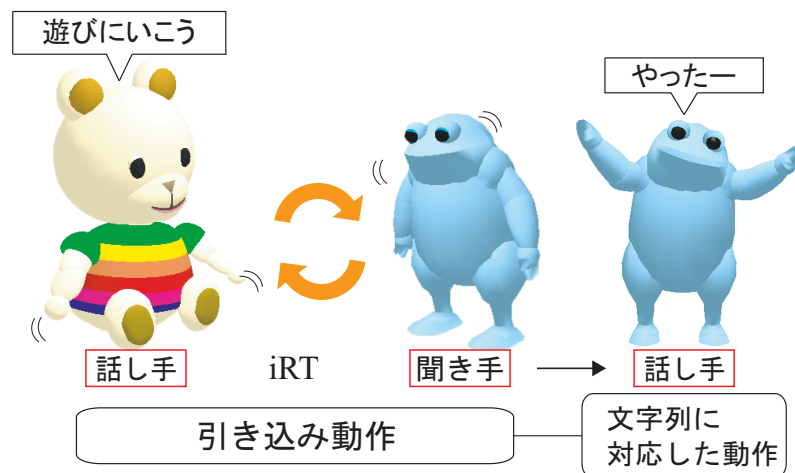 遊びにいこう
やったー
話し手
iRT
聞き手
話し手
引き込み動作
文字列に
対応した動作